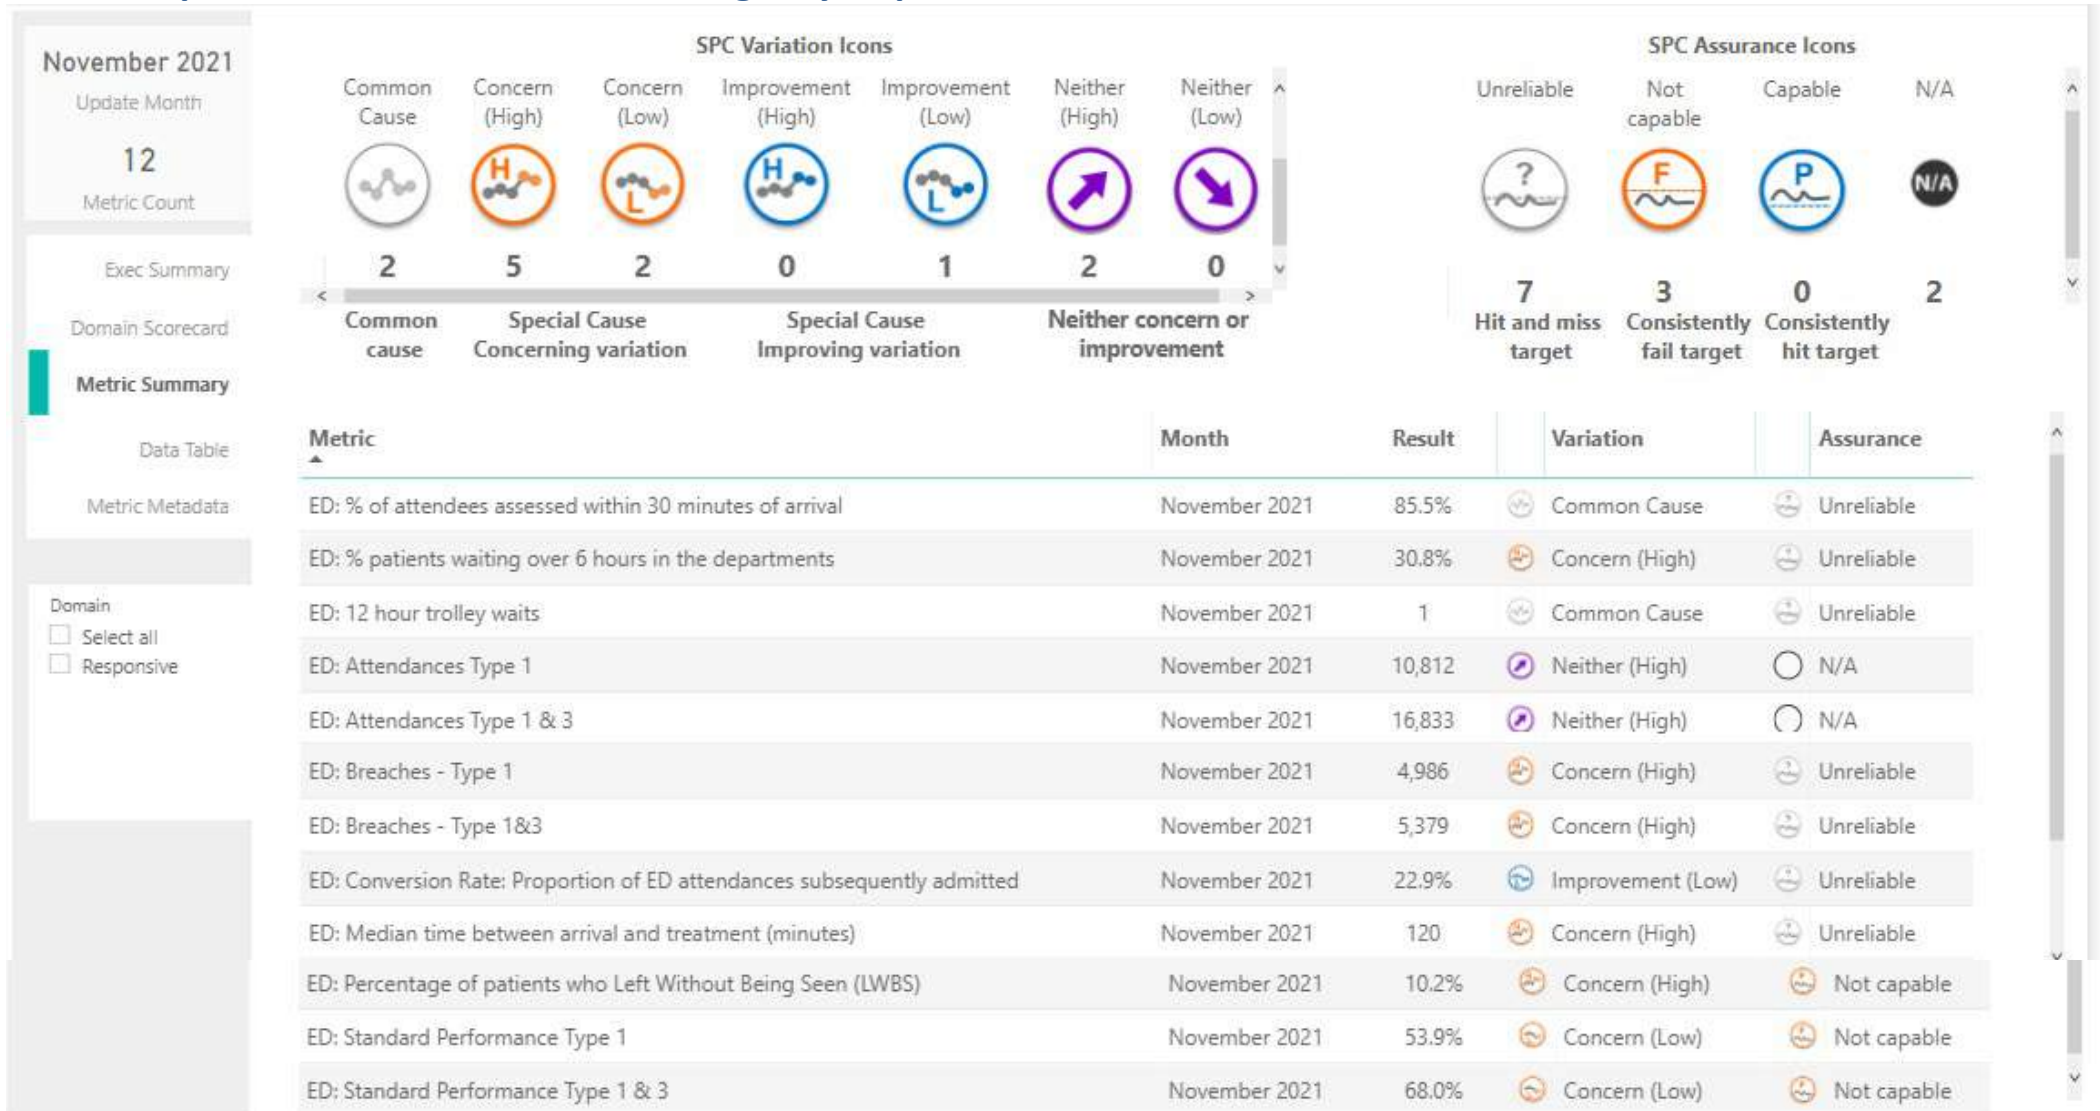 November 2021
Update Month
12
Metric Count
Exec Summary
Domain Scorecard
Metric Summary
Data Table
Metric Metadata
Domain
Select all
Responsive
SPC Variation Icons
Common Cause
Concern (High)
Concern (Low)
Improvement (High)
Improvement (Low)
Neither (High)
Neither (Low)
H
L
H
L
2 5 2 0 1 2 0
Common cause
Special Cause Concerning variation
Special Cause Improving variation
Neither concern or improvement
SPC Assurance Icons
Unreliable
Not capable
Capable
N/A
?
F
P
N/A
7 3 0 2
Hit and miss target
Consistently fail target
Consistently hit target
Metric Month Result Variation Assurance
ED: % of attendees assessed within 30 minutes of arrival November 2021 85.5% Common Cause Unreliable
ED: % patients waiting over 6 hours in the departments November 2021 30.8% Concern (High) Unreliable
ED: 12 hour trolley waits November 2021 1 Common Cause Unreliable
ED: Attendances Type 1 November 2021 10,812 Neither (High) N/A
ED: Attendances Type 1 & 3 November 2021 16,833 Neither (High) N/A
ED: Breaches - Type 1 November 2021 4,986 Concern (High) Unreliable
ED: Breaches - Type 1&3 November 2021 5,379 Concern (High) Unreliable
ED: Conversion Rate: Proportion of ED attendances subsequently admitted November 2021 22.9% Improvement (Low) Unreliable
ED: Median time between arrival and treatment (minutes) November 2021 120 Concern (High) Unreliable
ED: Percentage of patients who Left Without Being Seen (LWBS) November 2021 10.2% Concern (High) Not capable
ED: Standard Performance Type 1 November 2021 53.9% Concern (Low) Not capable
ED: Standard Performance Type 1 & 3 November 2021 68.0% Concern (Low) Not capable